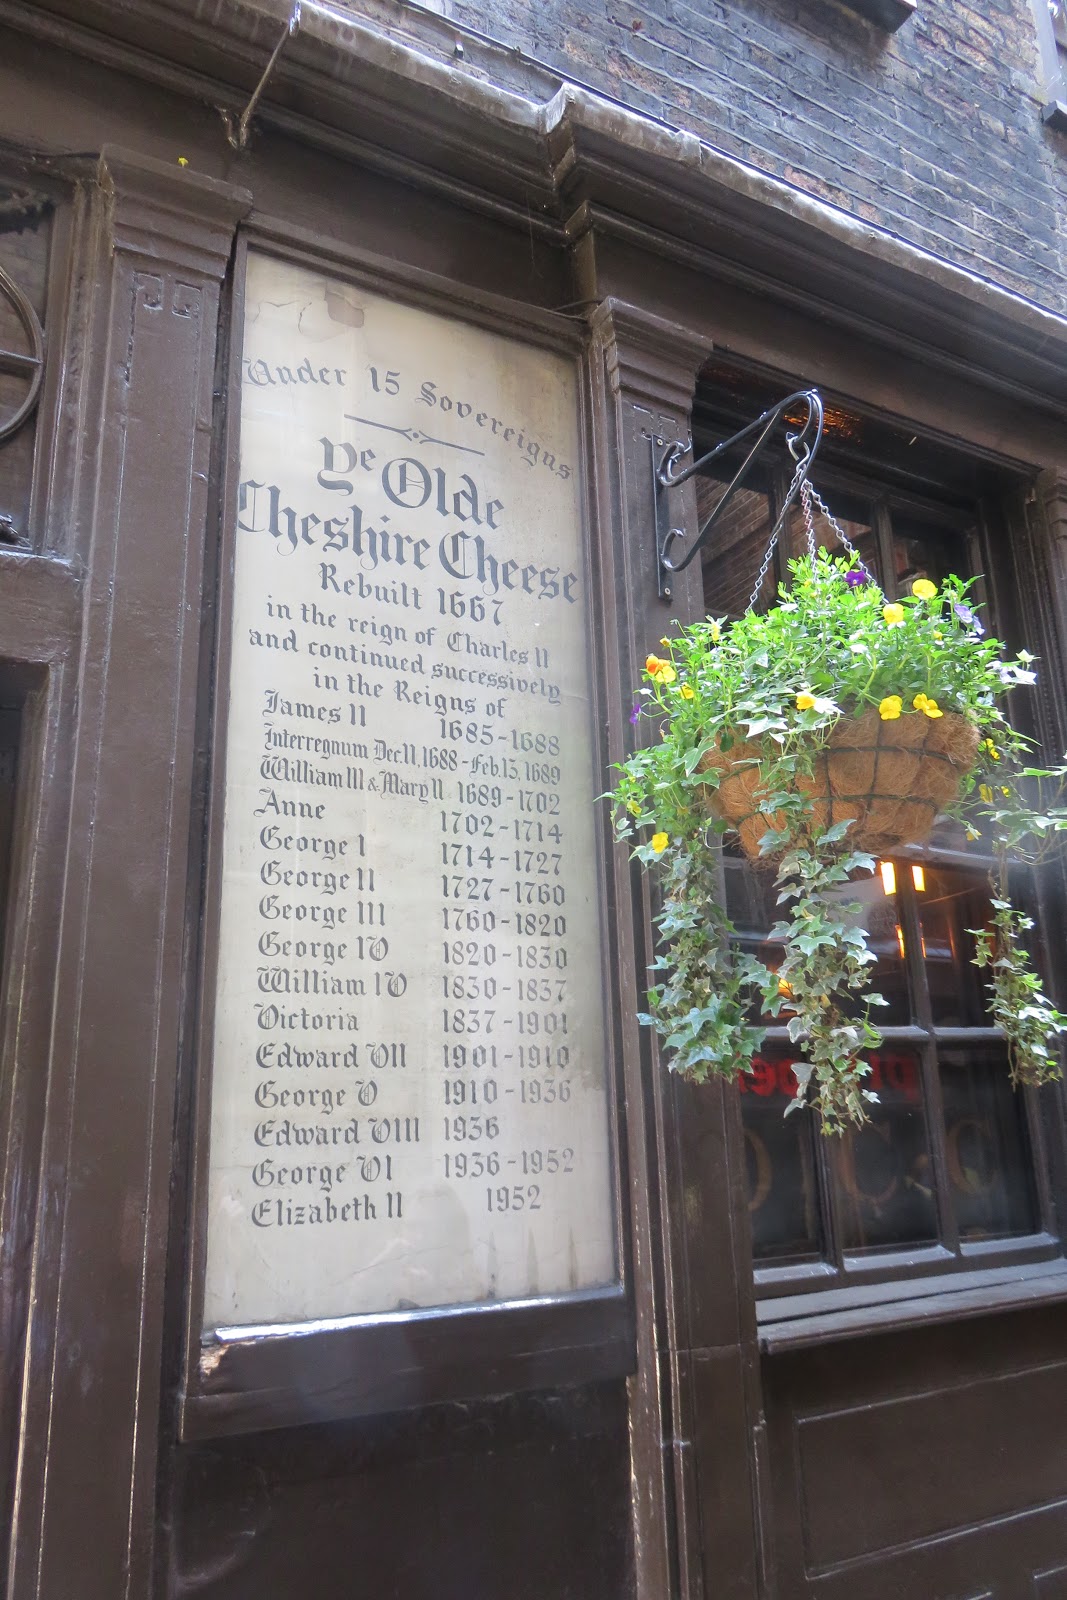 Under 15 Sovereigns
Ye Olde
Cheshire Cheese
Rebuilt 1667
in the reign of Charles II
and continued successively
in the Reigns of
James II 1685-1688
Interregnum Dec.11,1688-Feb.13,1689
William III & Mary II 1689-1702
Anne 1702-1714
George I 1714-1727
George II 1727-1760
George III 1760-1820
George IV 1820-1830
William IV 1830-1837
Victoria 1837-1901
Edward VII 1901-1910
George V 1910-1936
Edward VIII 1936
George VI 1936-1952
Elizabeth II 1952
O C C